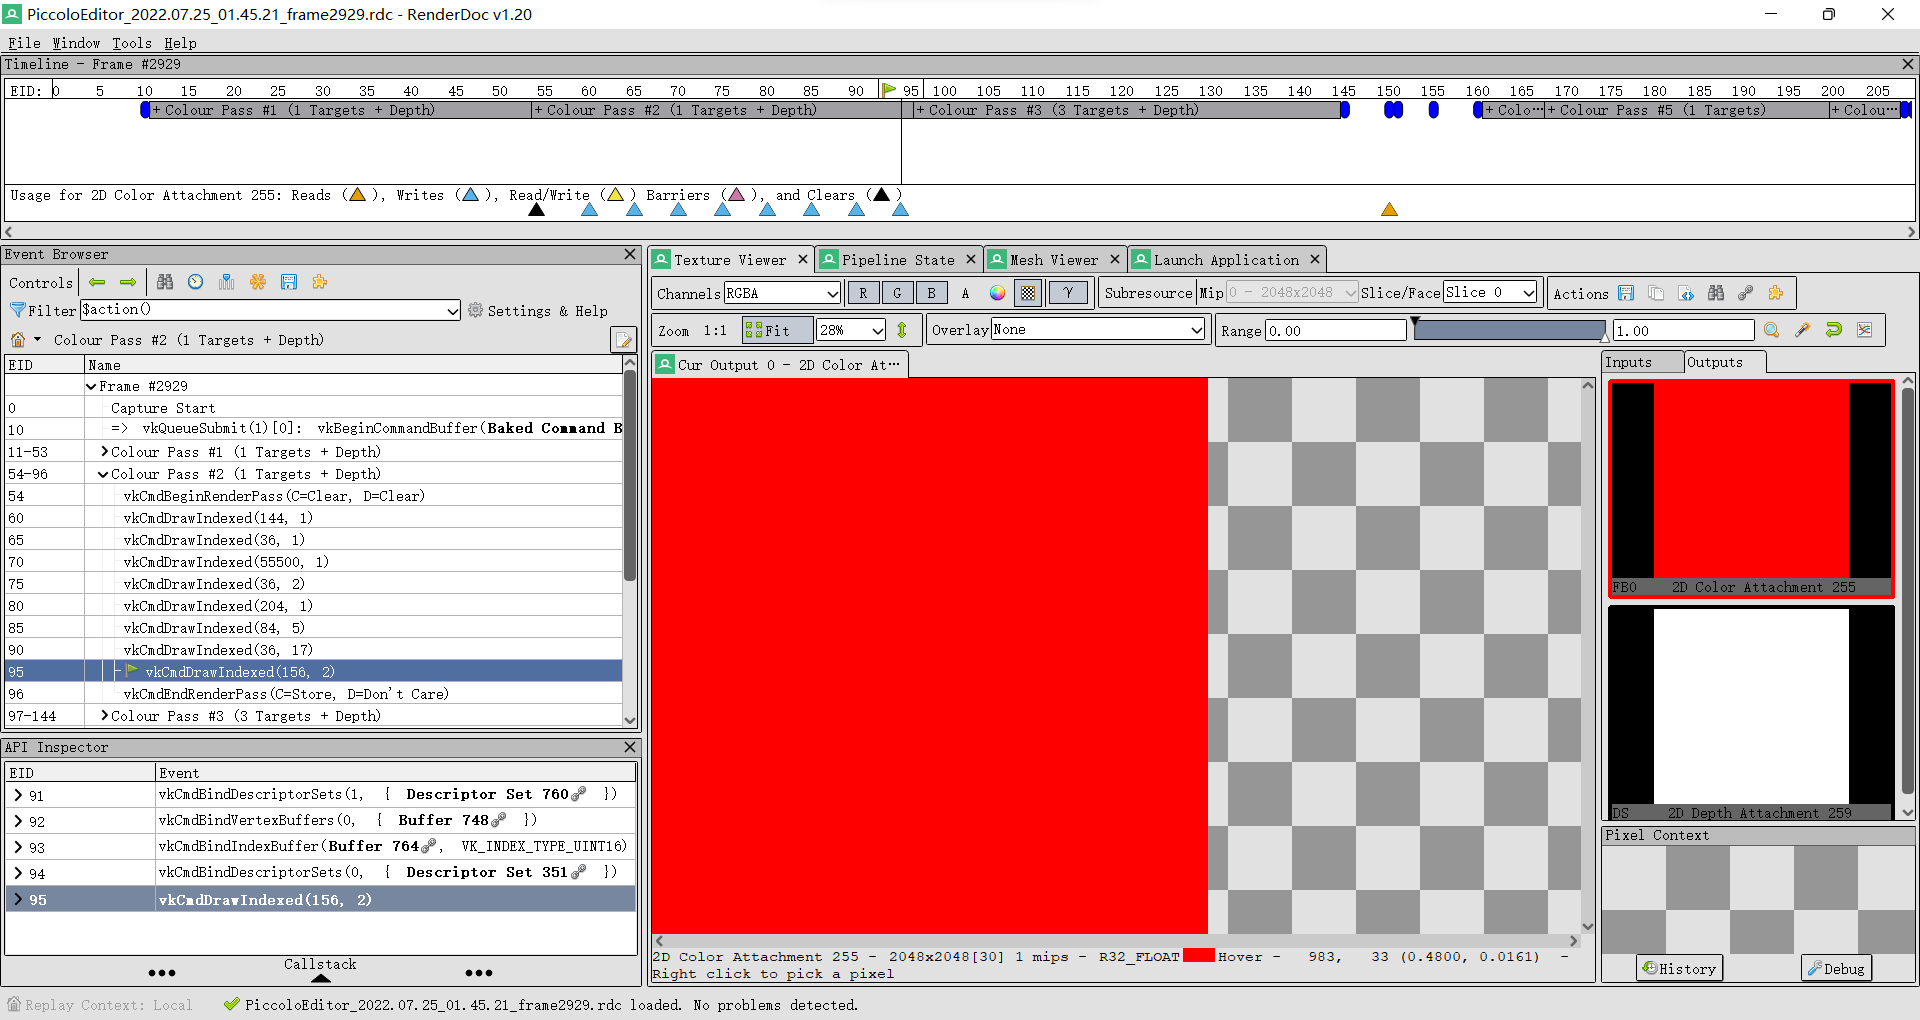 PiccoloEditor_2022.07.25_01.45.21_frame2929.rdc - RenderDoc v1.20
File Window Tools Help
Timeline - Frame #2929
EID: 0 5 10 15 20 25 30 35 40 45 50 55 60 65 70 75 80 85 90 95 100 105 110 115 120 125 130 135 140 145 150 155 160 165 170 175 180 185 190 195 200 205
+ Colour Pass #1 (1 Targets + Depth) + Colour Pass #2 (1 Targets + Depth) + Colour Pass #3 (3 Targets + Depth) + Colo··· + Colour Pass #5 (1 Targets) + Colou···
Usage for 2D Color Attachment 255: Reads ( ), Writes ( ), Read/Write ( ) Barriers ( ), and Clears ( )
Event Browser
Controls
Filter $action() Settings & Help
Colour Pass #2 (1 Targets + Depth)
EID Name
Frame #2929
0 Capture Start
10 => vkQueueSubmit(1)[0]: vkBeginCommandBuffer(Baked Command B
11-53 Colour Pass #1 (1 Targets + Depth)
54-96 Colour Pass #2 (1 Targets + Depth)
54 vkCmdBeginRenderPass(C=Clear, D=Clear)
60 vkCmdDrawIndexed(144, 1)
65 vkCmdDrawIndexed(36, 1)
70 vkCmdDrawIndexed(55500, 1)
75 vkCmdDrawIndexed(36, 2)
80 vkCmdDrawIndexed(204, 1)
85 vkCmdDrawIndexed(84, 5)
90 vkCmdDrawIndexed(36, 17)
95 vkCmdDrawIndexed(156, 2)
96 vkCmdEndRenderPass(C=Store, D=Don't Care)
97-144 Colour Pass #3 (3 Targets + Depth)
API Inspector
EID Event
91 vkCmdBindDescriptorSets(1, { Descriptor Set 760 })
92 vkCmdBindVertexBuffers(0, { Buffer 748 })
93 vkCmdBindIndexBuffer(Buffer 764, VK_INDEX_TYPE_UINT16)
94 vkCmdBindDescriptorSets(0, { Descriptor Set 351 })
95 vkCmdDrawIndexed(156, 2)
Callstack
Texture Viewer Pipeline State Mesh Viewer Launch Application
Channels RGBA R G B A γ Subresource Mip 0 - 2048x2048 Slice/Face Slice 0 Actions
Zoom 1:1 Fit 28% Overlay None Range 0.00 1.00
Cur Output 0 - 2D Color At···
Inputs Outputs
FB0 2D Color Attachment 255
DS 2D Depth Attachment 259
Pixel Context
History Debug
2D Color Attachment 255 - 2048x2048[30] 1 mips - R32_FLOAT Hover - 983, 33 (0.4800, 0.0161) -
Right click to pick a pixel
Replay Context: Local PiccoloEditor_2022.07.25_01.45.21_frame2929.rdc loaded. No problems detected.